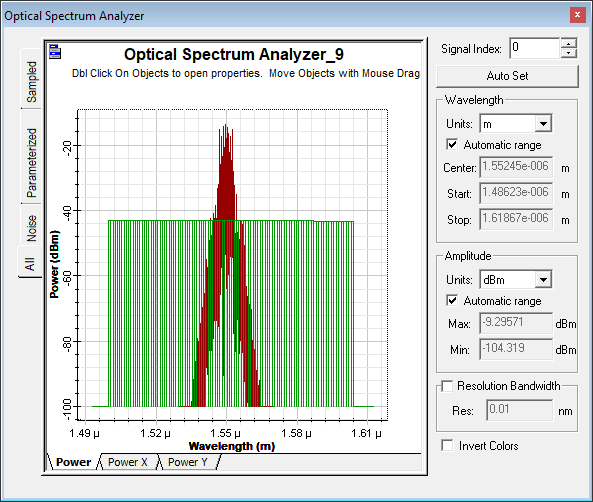 Optical Spectrum Analyzer
Optical Spectrum Analyzer_9
Dbl Click On Objects to open properties. Move Objects with Mouse Drag
Sampled
Parameterized
Noise
All
Power (dBm)
-20
-40
-60
-80
-100
1.49 µ
1.52 µ
1.55 µ
1.58 µ
1.61 µ
Wavelength (m)
Power
Power X
Power Y
Signal Index: 0
Auto Set
Wavelength
Units: m
Automatic range
Center: 1.55245e-006 m
Start: 1.48623e-006 m
Stop: 1.61867e-006 m
Amplitude
Units: dBm
Automatic range
Max: -9.29571 dBm
Min: -104.319 dBm
Resolution Bandwidth
Res: 0.01 nm
Invert Colors